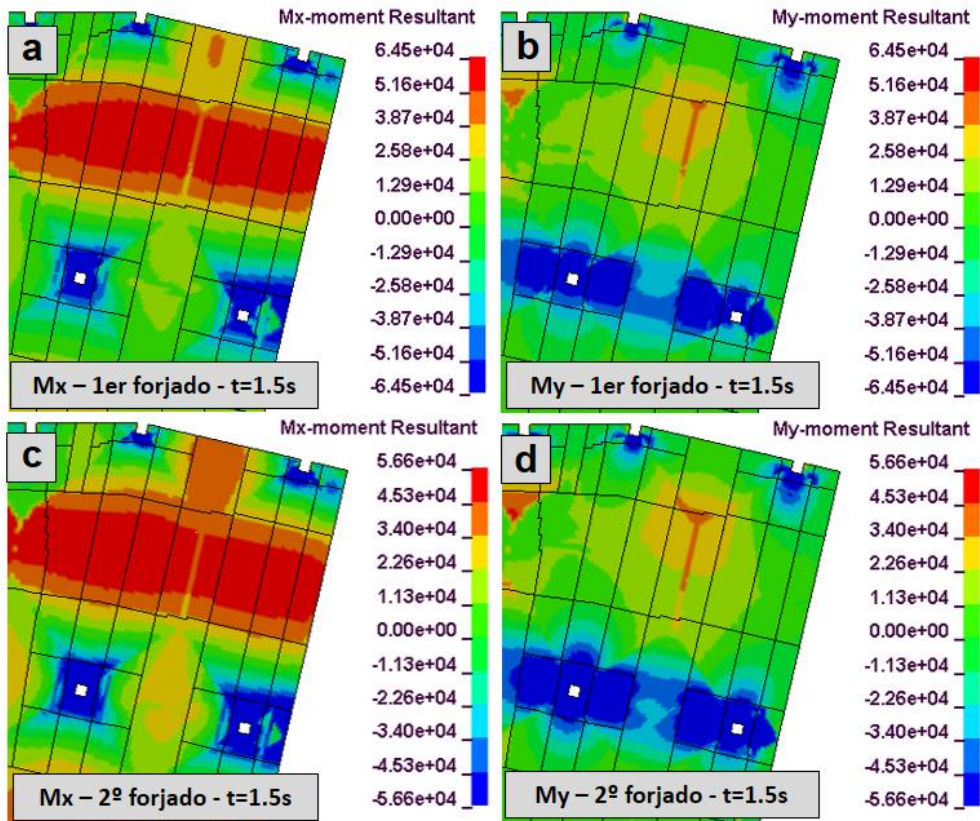 a
Mx-moment Resultant
6.45e+04
5.16e+04
3.87e+04
2.58e+04
1.29e+04
0.00e+00
-1.29e+04
-2.58e+04
-3.87e+04
-5.16e+04
-6.45e+04
Mx – 1er forjado - t=1.5s
b
My-moment Resultant
6.45e+04
5.16e+04
3.87e+04
2.58e+04
1.29e+04
0.00e+00
-1.29e+04
-2.58e+04
-3.87e+04
-5.16e+04
-6.45e+04
My – 1er forjado - t=1.5s
c
Mx-moment Resultant
5.66e+04
4.53e+04
3.40e+04
2.26e+04
1.13e+04
0.00e+00
-1.13e+04
-2.26e+04
-3.40e+04
-4.53e+04
-5.66e+04
Mx – 2º forjado - t=1.5s
d
My-moment Resultant
5.66e+04
4.53e+04
3.40e+04
2.26e+04
1.13e+04
0.00e+00
-1.13e+04
-2.26e+04
-3.40e+04
-4.53e+04
-5.66e+04
My – 2º forjado - t=1.5s